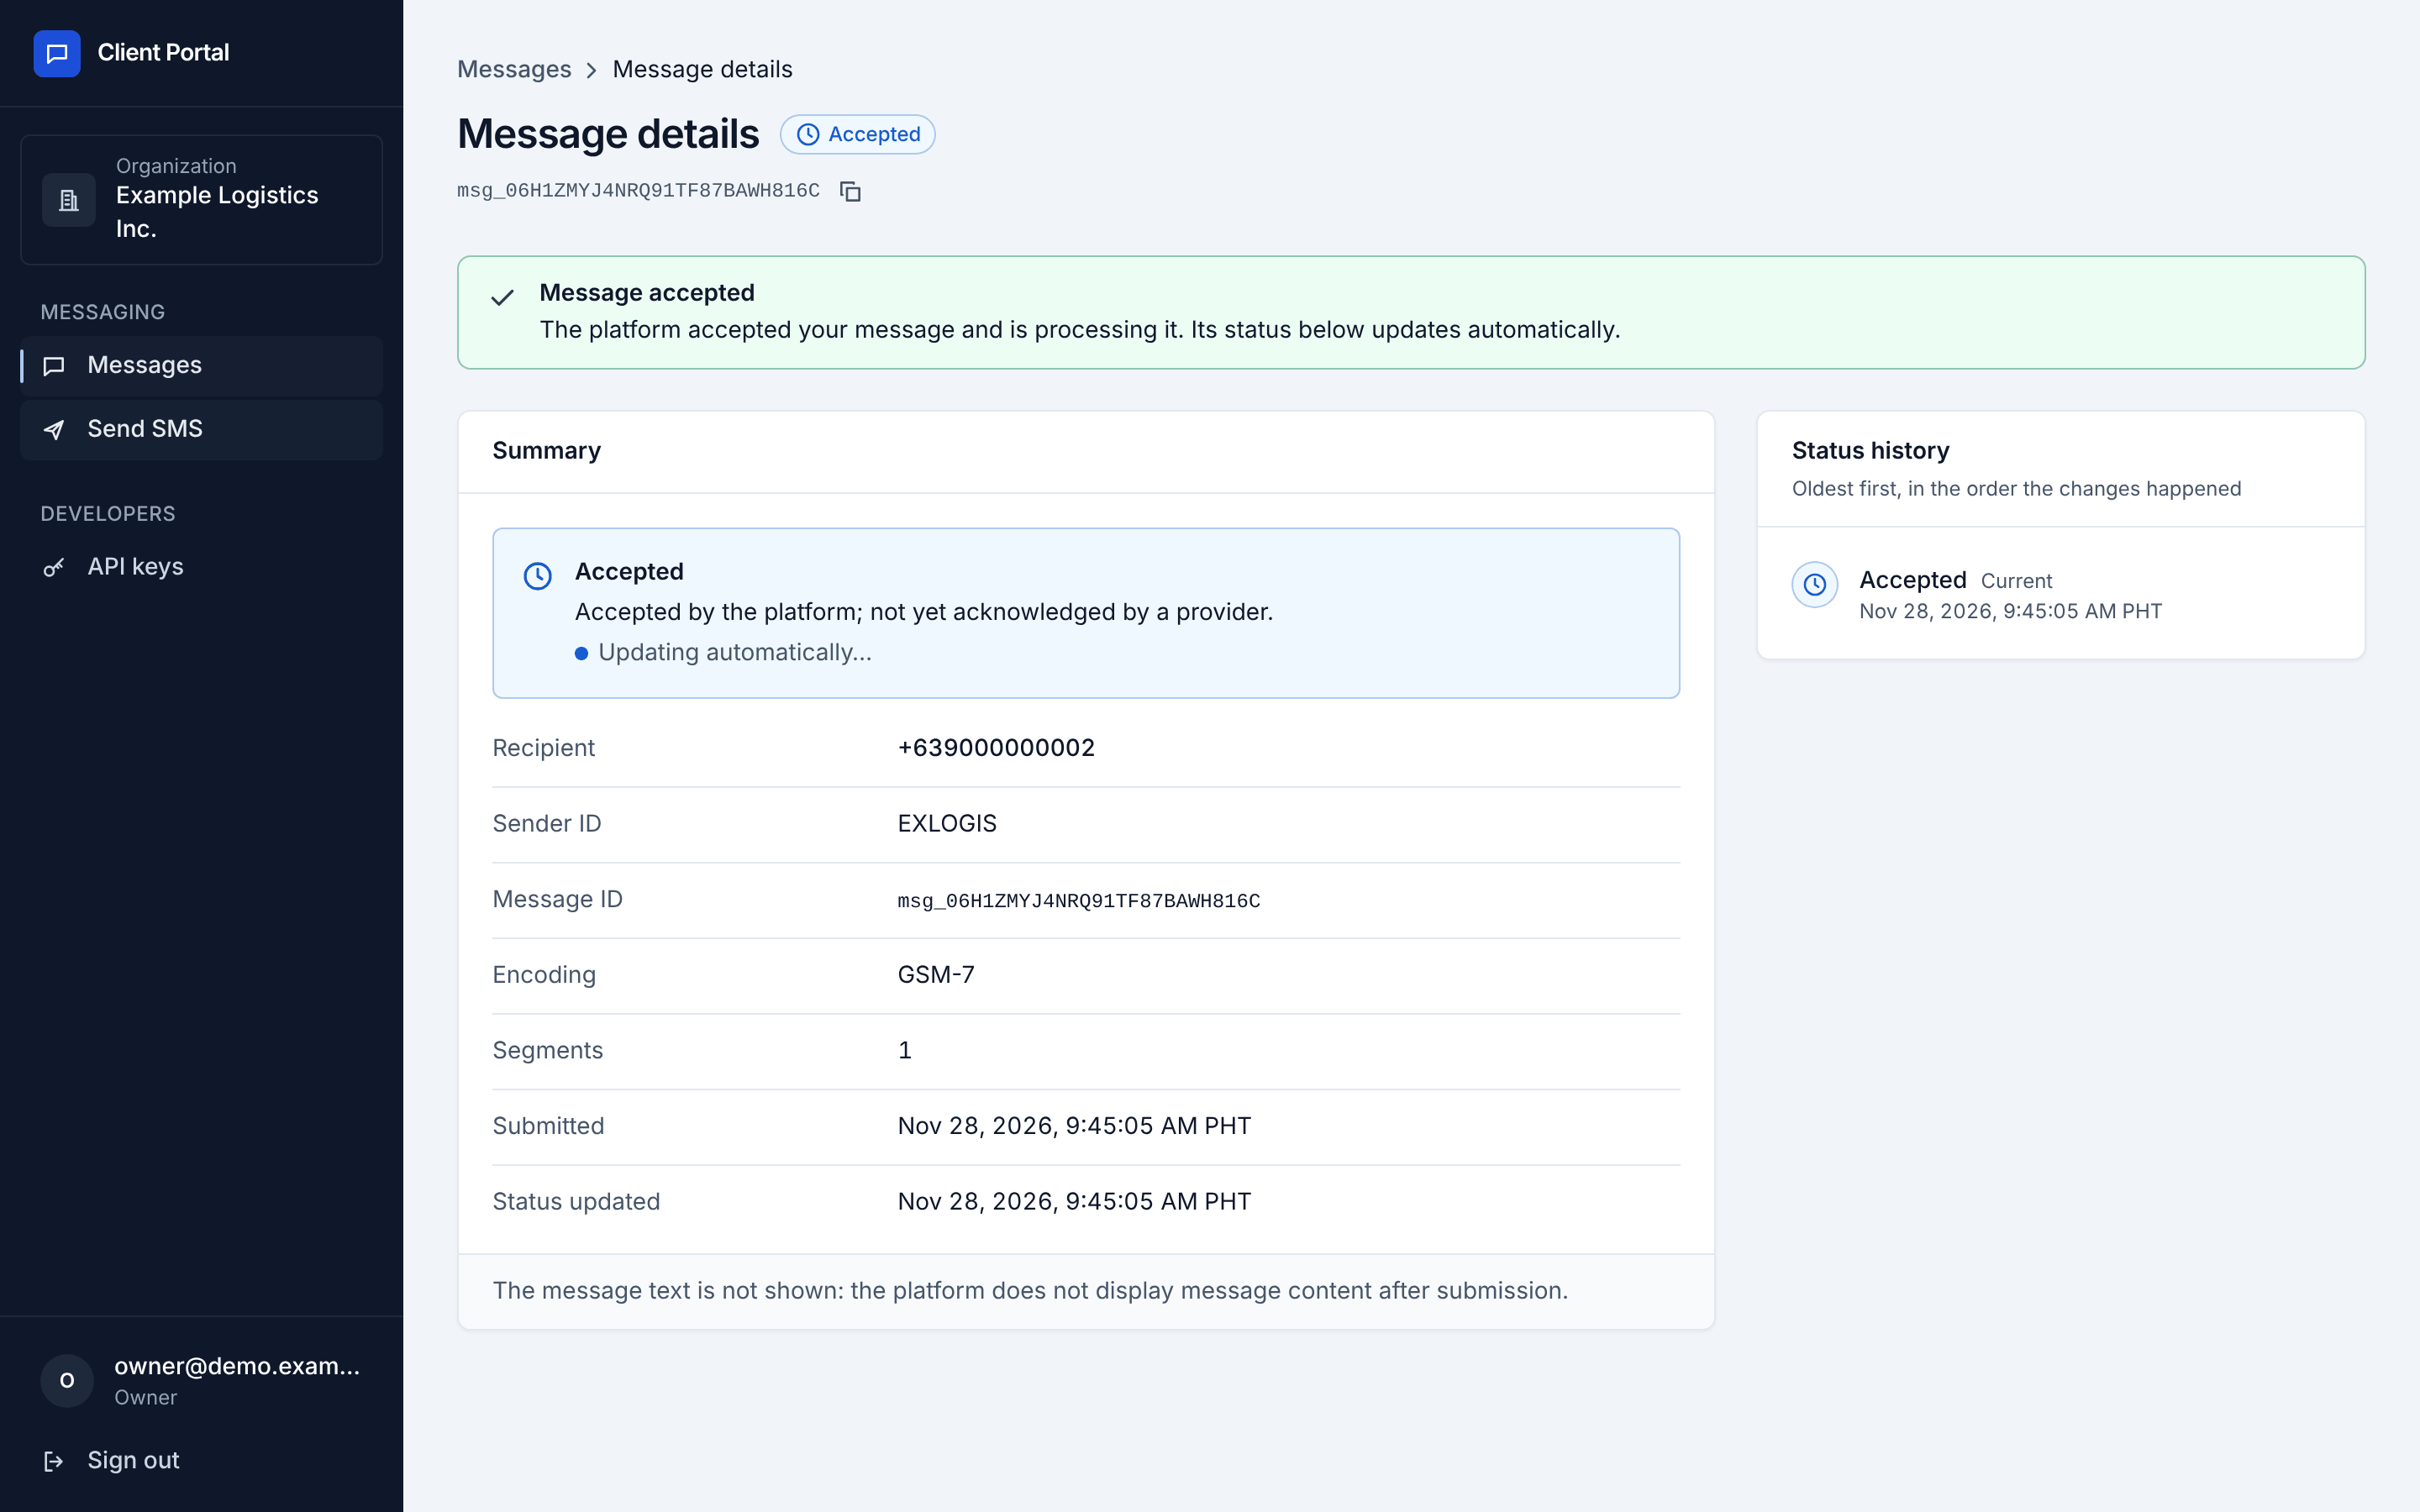 Client Portal
Organization
Example Logistics
Inc.
MESSAGING
Messages
Send SMS
DEVELOPERS
API keys
O
owner@demo.exam...
Owner
Sign out
Messages > Message details
Message details
Accepted
msg_06H1ZMYJ4NRQ91TF87BAWH816C
Message accepted
The platform accepted your message and is processing it. Its status below updates automatically.
Summary
Accepted
Accepted by the platform; not yet acknowledged by a provider.
Updating automatically...
Recipient +639000000002
Sender ID EXLOGIS
Message ID msg_06H1ZMYJ4NRQ91TF87BAWH816C
Encoding GSM-7
Segments 1
Submitted Nov 28, 2026, 9:45:05 AM PHT
Status updated Nov 28, 2026, 9:45:05 AM PHT
The message text is not shown: the platform does not display message content after submission.
Status history
Oldest first, in the order the changes happened
Accepted Current
Nov 28, 2026, 9:45:05 AM PHT